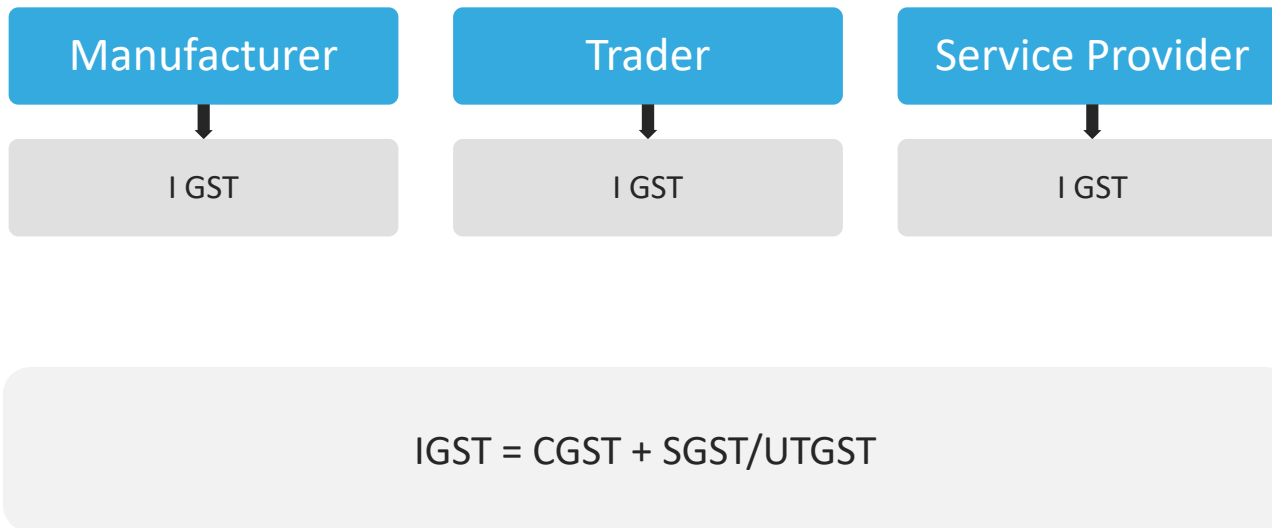 Manufacturer
Trader
Service Provider
I GST
I GST
I GST
IGST = CGST + SGST/UTGST